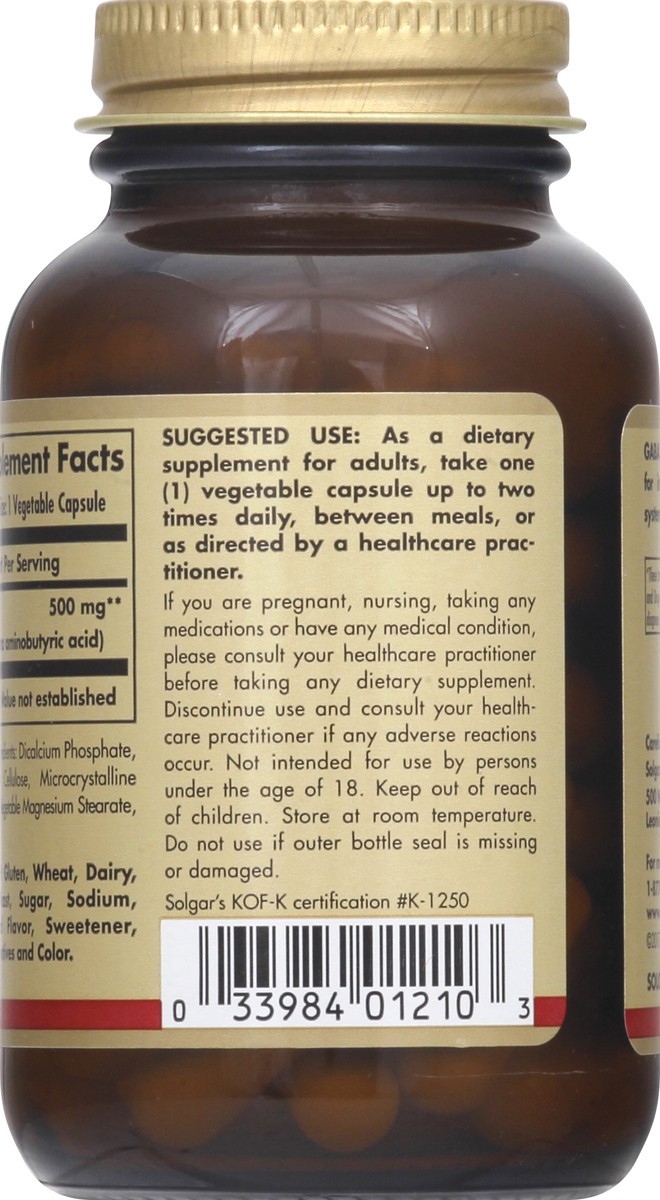 Facts
1 Vegetable Capsule
Per Serving
500 mg**
aminobutyric acid)
value not established
Dicalcium Phosphate,
Cellulose, Microcrystalline
Magnesium Stearate,
Gluten, Wheat, Dairy,
Sugar, Sodium,
Flavor, Sweetener,
and Color.
SUGGESTED USE: As a dietary
supplement for adults, take one
(1) vegetable capsule up to two
times daily, between meals, or
as directed by a healthcare prac-
titioner.
If you are pregnant, nursing, taking any
medications or have any medical condition,
please consult your healthcare practitioner
before taking any dietary supplement.
Discontinue use and consult your health-
care practitioner if any adverse reactions
occur. Not intended for use by persons
under the age of 18. Keep out of reach
of children. Store at room temperature.
Do not use if outer bottle seal is missing
or damaged.
Solgar's KOF-K certification #K-1250
0 33984 01210 3
GABA
for